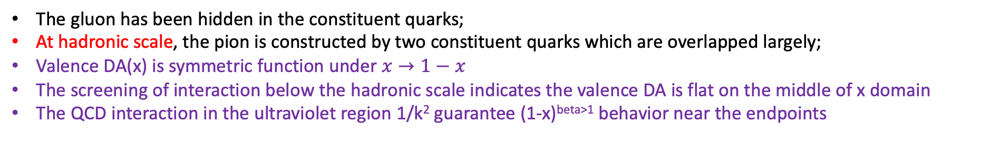 • The gluon has been hidden in the constituent quarks;
• At hadronic scale, the pion is constructed by two constituent quarks which are overlapped largely;
• Valence DA(x) is symmetric function under x → 1 − x
• The screening of interaction below the hadronic scale indicates the valence DA is flat on the middle of x domain
• The QCD interaction in the ultraviolet region 1/k² guarantee (1-x)^beta>1 behavior near the endpoints